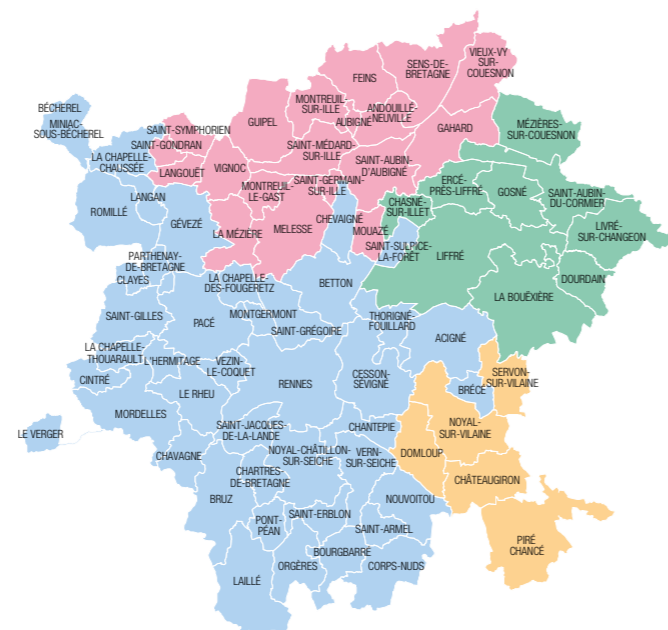 VIEUX-VY
SUR-
COUESNON
SENS-DE-
BRETAGNE
FEINS
MONTREUIL-
SUR-ILLE
ANDOUILLÉ-
NEUVILLE
AUBIGNÉ
GUIPEL
GAHARD
MÉZIÈRES-
SUR-COUESNON
BÉCHEREL
MINIAC-
SOUS-BÉCHEREL
SAINT-SYMPHORIEN
SAINT-GONDRAN
LA CHAPELLE-
CHAUSSÉE
LANGOUËT
VIGNOC
SAINT-MÉDARD-
SUR-ILLE
SAINT-AUBIN-
D'AUBIGNÉ
SAINT-GERMAIN-
SUR-ILLE
MONTREUIL-
LE-GAST
ERCÉ-
PRÈS-LIFFRÉ
GOSNÉ
SAINT-AUBIN-
DU-CORMIER
CHASNÉ-
SUR-ILLET
LANGAN
ROMILLÉ
GÉVEZÉ
LA MÉZIÈRE
MELESSE
CHEVAIGNÉ
MOUAZÉ
SAINT-SULPICE-
LA-FORÊT
LIFFRÉ
LIVRÉ-
SUR-CHANGEON
PARTHENAY-
DE-BRETAGNE
CLAYES
LA CHAPELLE-
DES-FOUGERETZ
BETTON
DOURDAIN
LA BOUËXIÈRE
SAINT-GILLES
PACÉ
MONTGERMONT
SAINT-GRÉGOIRE
THORIGNÉ-
FOUILLARD
ACIGNÉ
LA CHAPELLE-
THOUARAULT
L'HERMITAGE
VEZIN-
LE-COQUET
CINTRÉ
LE RHEU
RENNES
CESSON-
SÉVIGNÉ
SERVON-
SUR-VILAINE
BRÉCÉ
MORDELLES
LE VERGER
SAINT-JACQUES-
DE-LA-LANDE
CHANTEPIE
NOYAL-
SUR-VILAINE
CHAVAGNE
NOYAL-CHÂTILLON-
SUR-SEICHE
VERN-
SUR-SEICHE
DOMLOUP
CHARTRES-
DE-BRETAGNE
CHÂTEAUGIRON
BRUZ
NOUVOITOU
SAINT-ERBLON
PONT-
PÉAN
SAINT-ARMEL
PIRÉ
CHANCÉ
BOURGBARRÉ
ORGÈRES
CORPS-NUDS
LAILLÉ